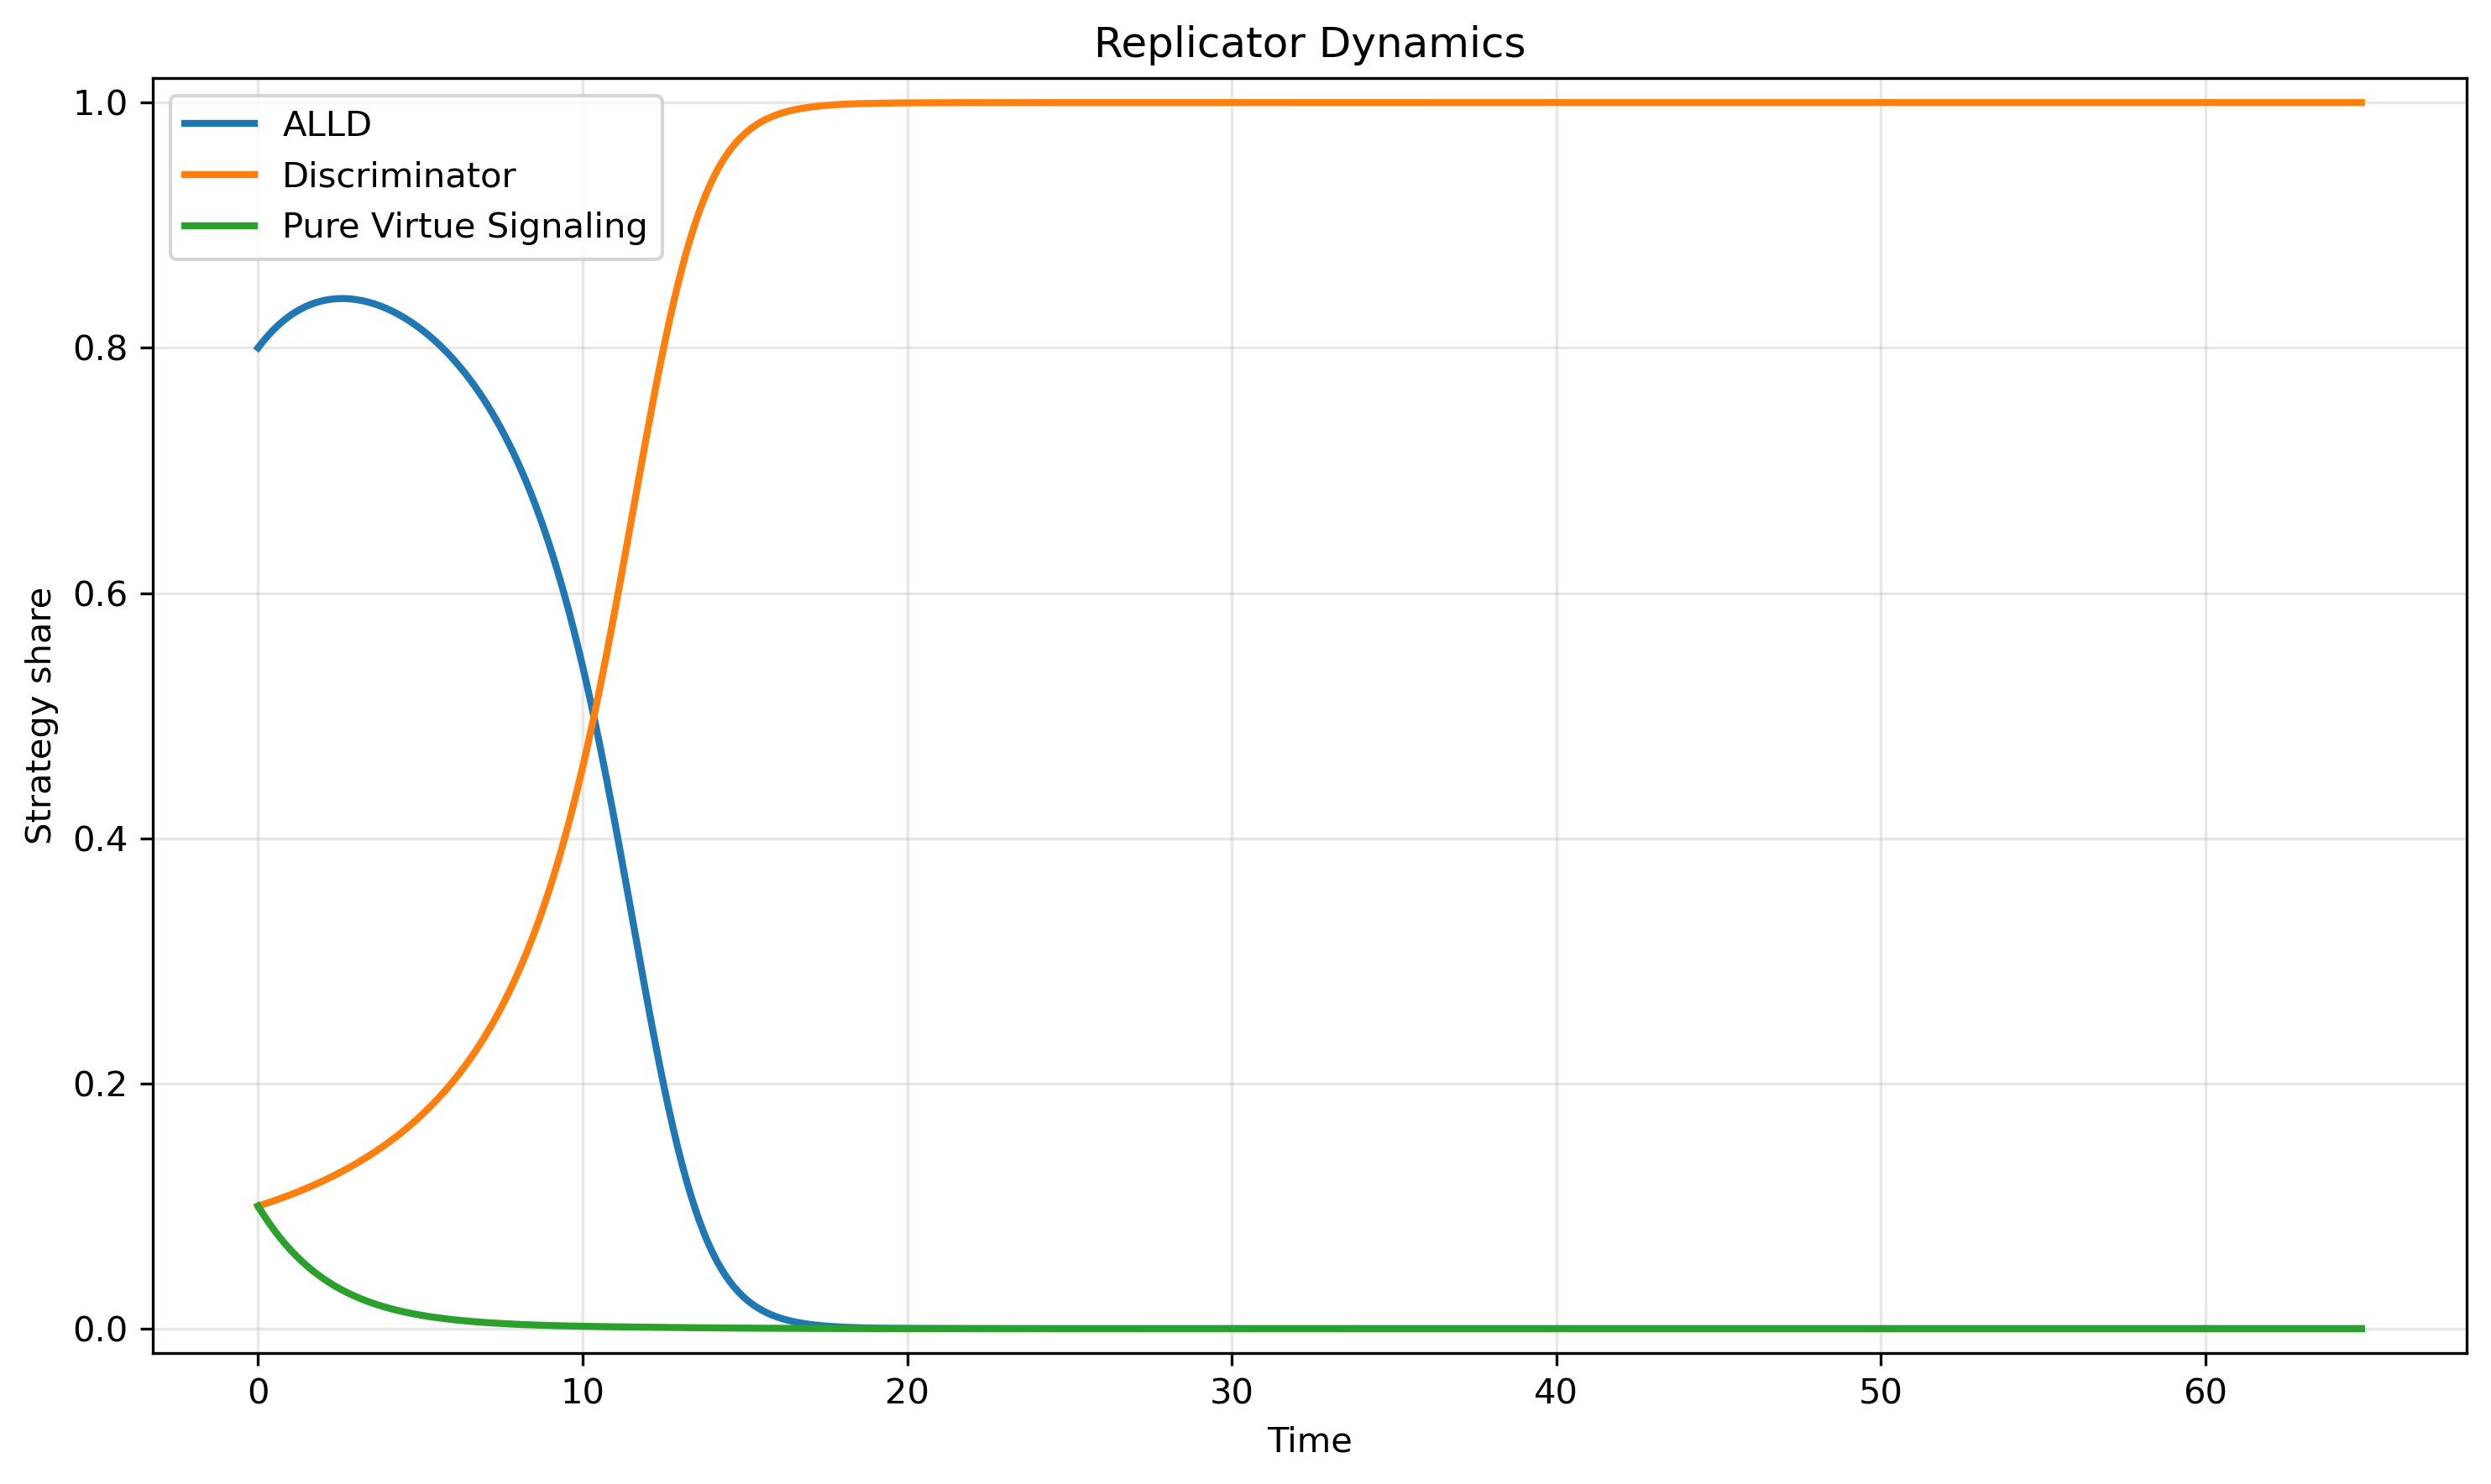 Replicator Dynamics
ALLD
Discriminator
Pure Virtue Signaling
Strategy share
1.0
0.8
0.6
0.4
0.2
0.0
0 10 20 30 40 50 60
Time